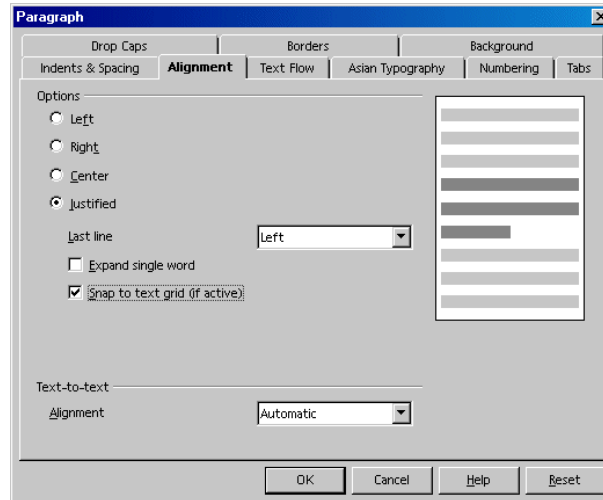 Paragraph
Drop Caps Borders Background
Indents & Spacing Alignment Text Flow Asian Typography Numbering Tabs
Options
Left
Right
Center
Justified
Last line Left
Expand single word
Snap to text grid (if active)
Text-to-text
Alignment Automatic
OK Cancel Help Reset